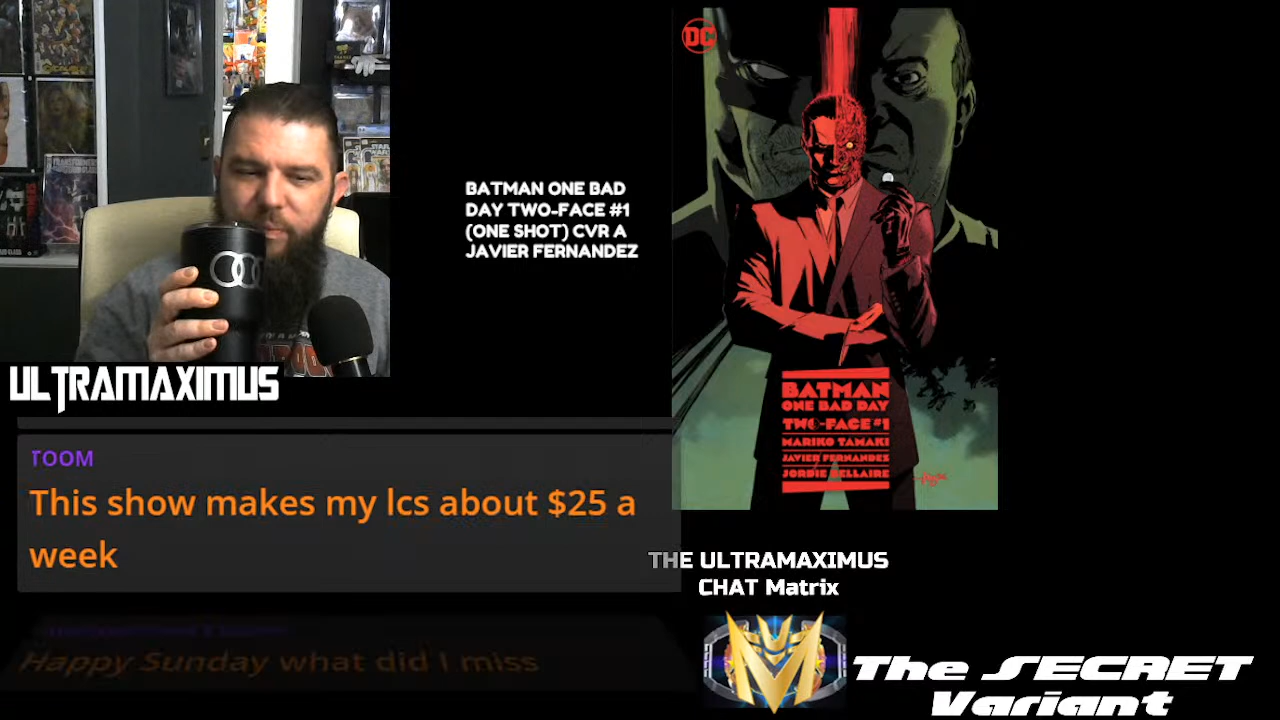 DC
BATMAN ONE BAD
DAY TWO-FACE #1
(ONE SHOT) CVR A
JAVIER FERNANDEZ
BATMAN
ONE BAD DAY
TWO-FACE #1
MARIKO TAMAKI
JAVIER FERNANDEZ
JORDIE BELLAIRE
ULTRAMAXIMUS
TOOM
This show makes my lcs about $25 a
week
Happy Sunday what did I miss
THE ULTRAMAXIMUS
CHAT Matrix
M
The SECRET
Variant